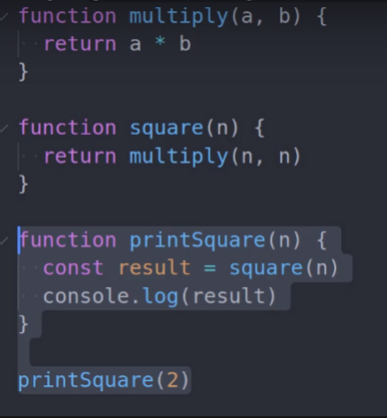 function multiply(a, b) {
  return a * b
}

function square(n) {
  return multiply(n, n)
}

function printSquare(n) {
  const result = square(n)
  console.log(result)
}

printSquare(2)